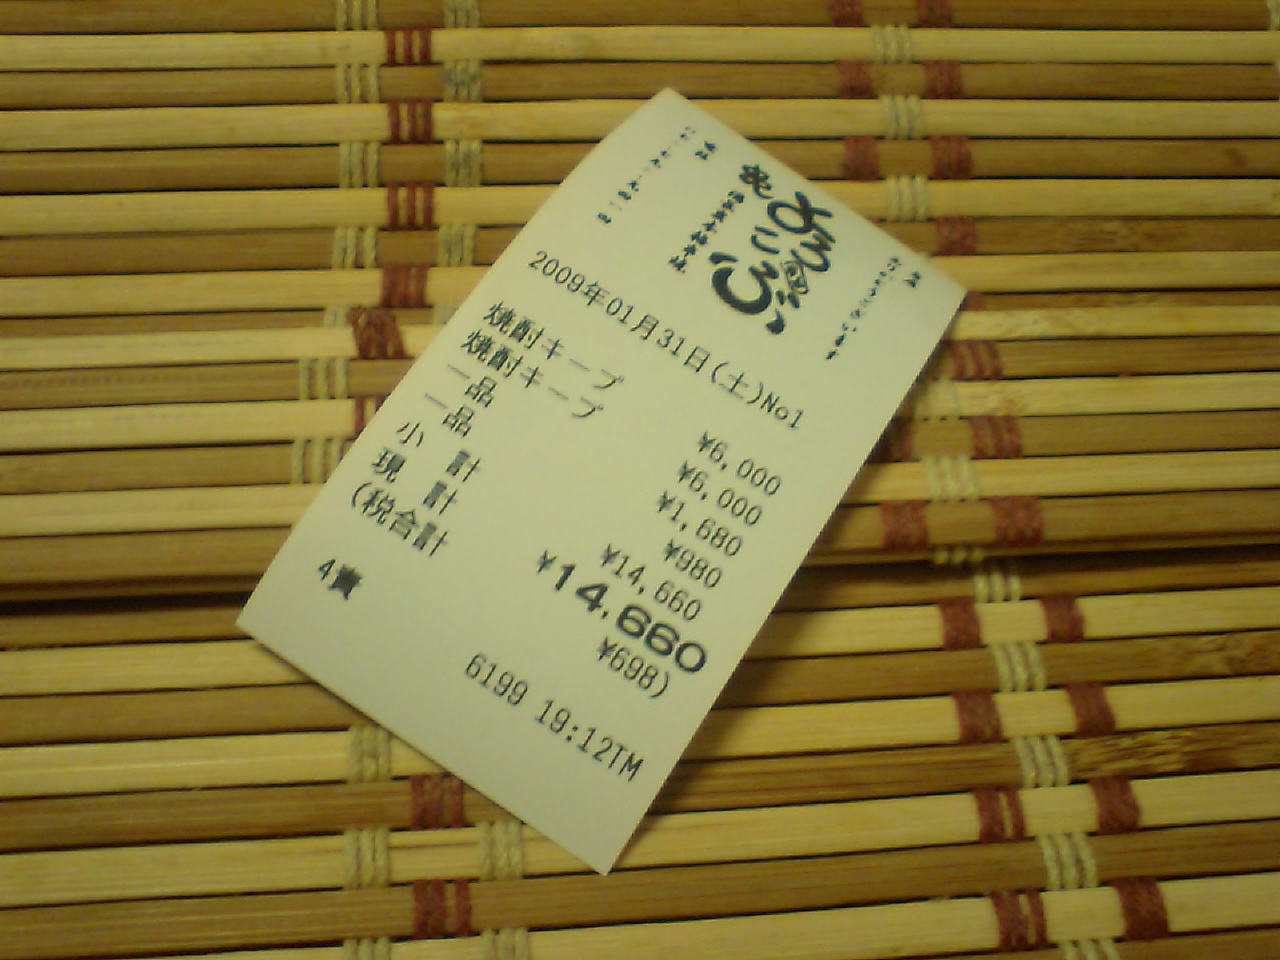 2009年01月31日(土)No1
焼酎キープ ¥6,000
焼酎キープ ¥6,000
一品 ¥1,680
一品 ¥980
小 計 ¥14,660
現 計 ¥14,660
(税合計 ¥698)
4責
6199 19:12TM